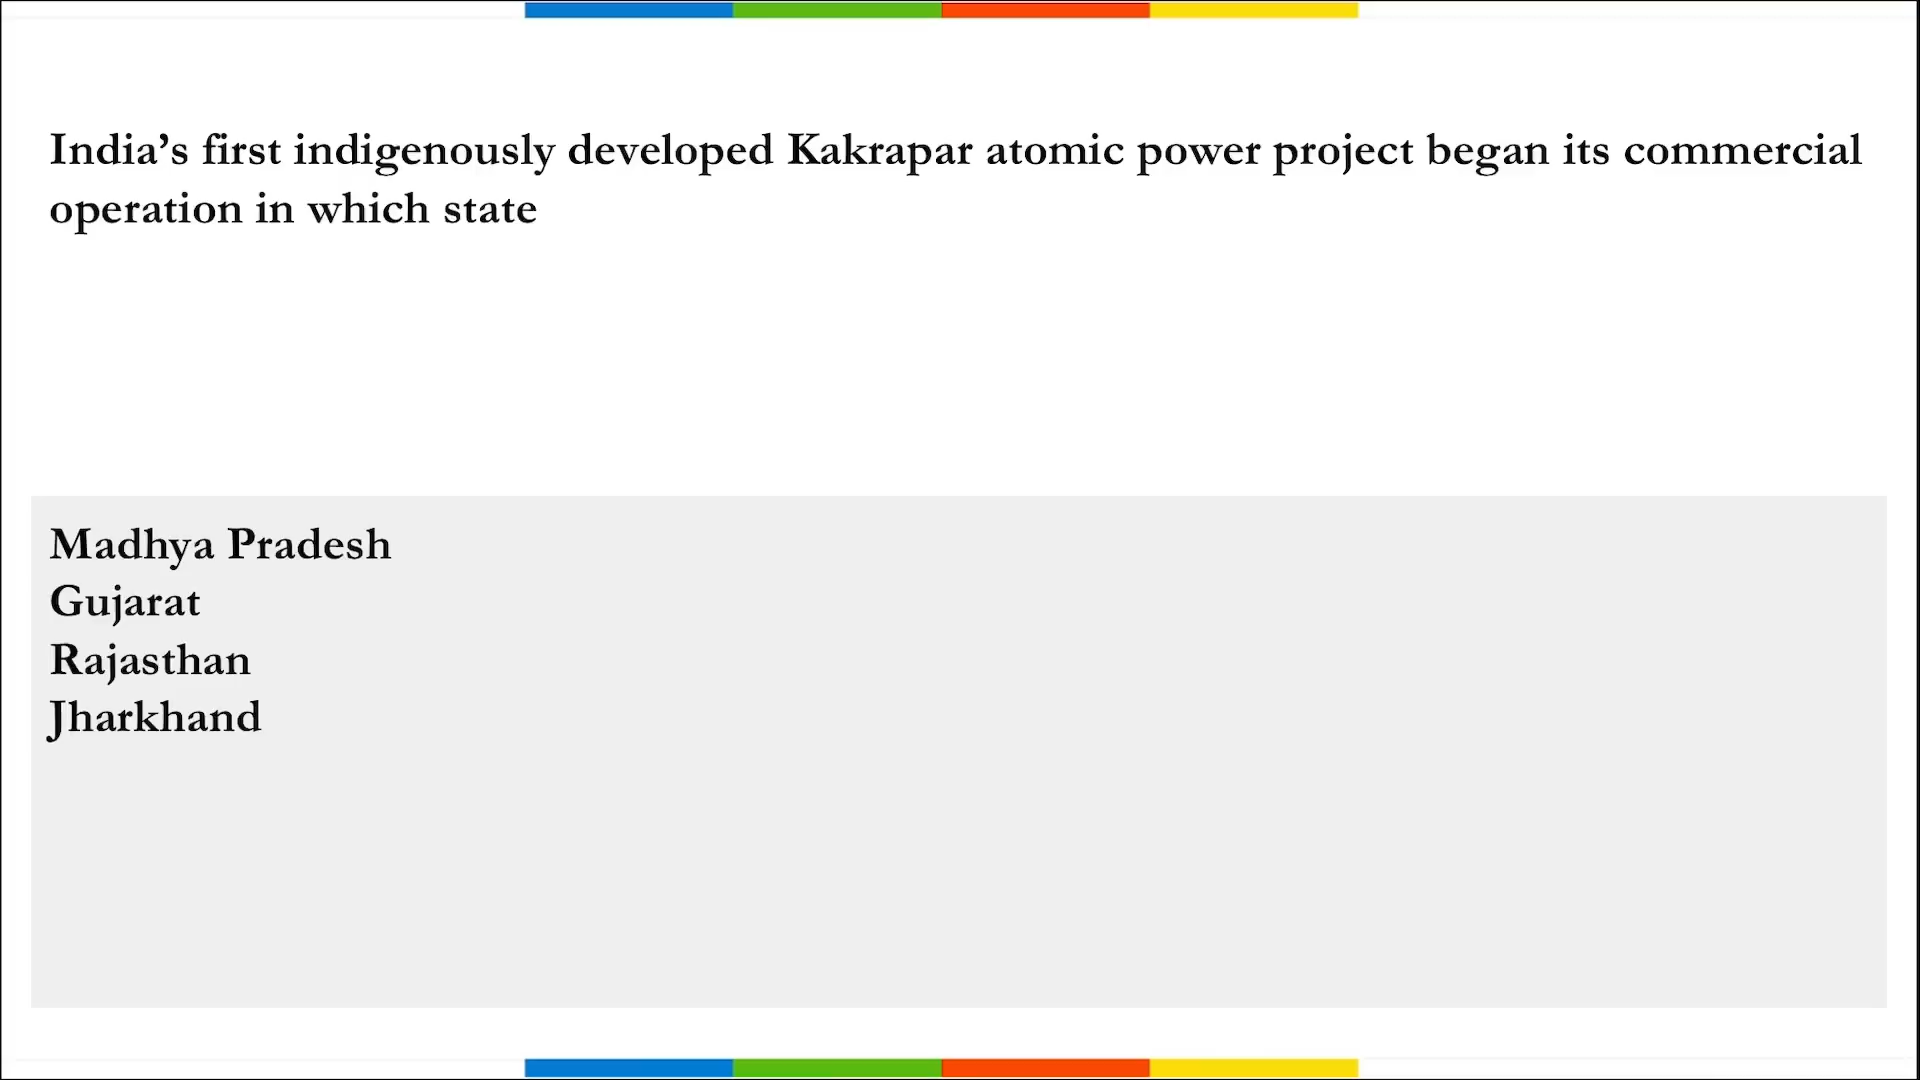 India’s first indigenously developed Kakrapar atomic power project began its commercial
operation in which state
Madhya Pradesh
Gujarat
Rajasthan
Jharkhand